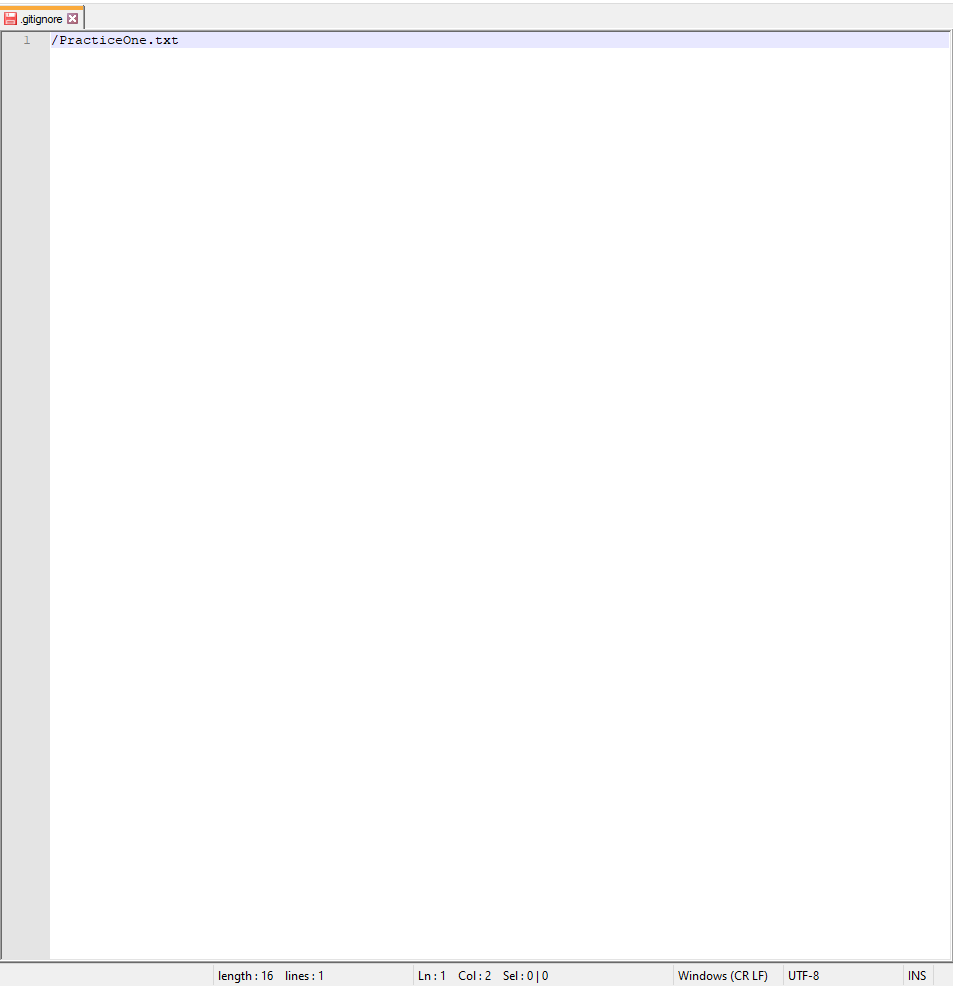 .gitignore
1 /PracticeOne.txt
length : 16 lines : 1 Ln : 1 Col : 2 Sel : 0 | 0 Windows (CR LF) UTF-8 INS